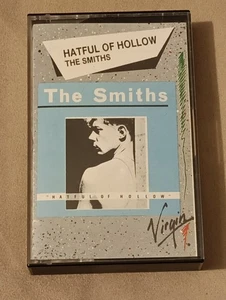 HATFUL OF HOLLOW
THE SMITHS
The Smiths
"HATFUL OF HOLLOW"
Virgin